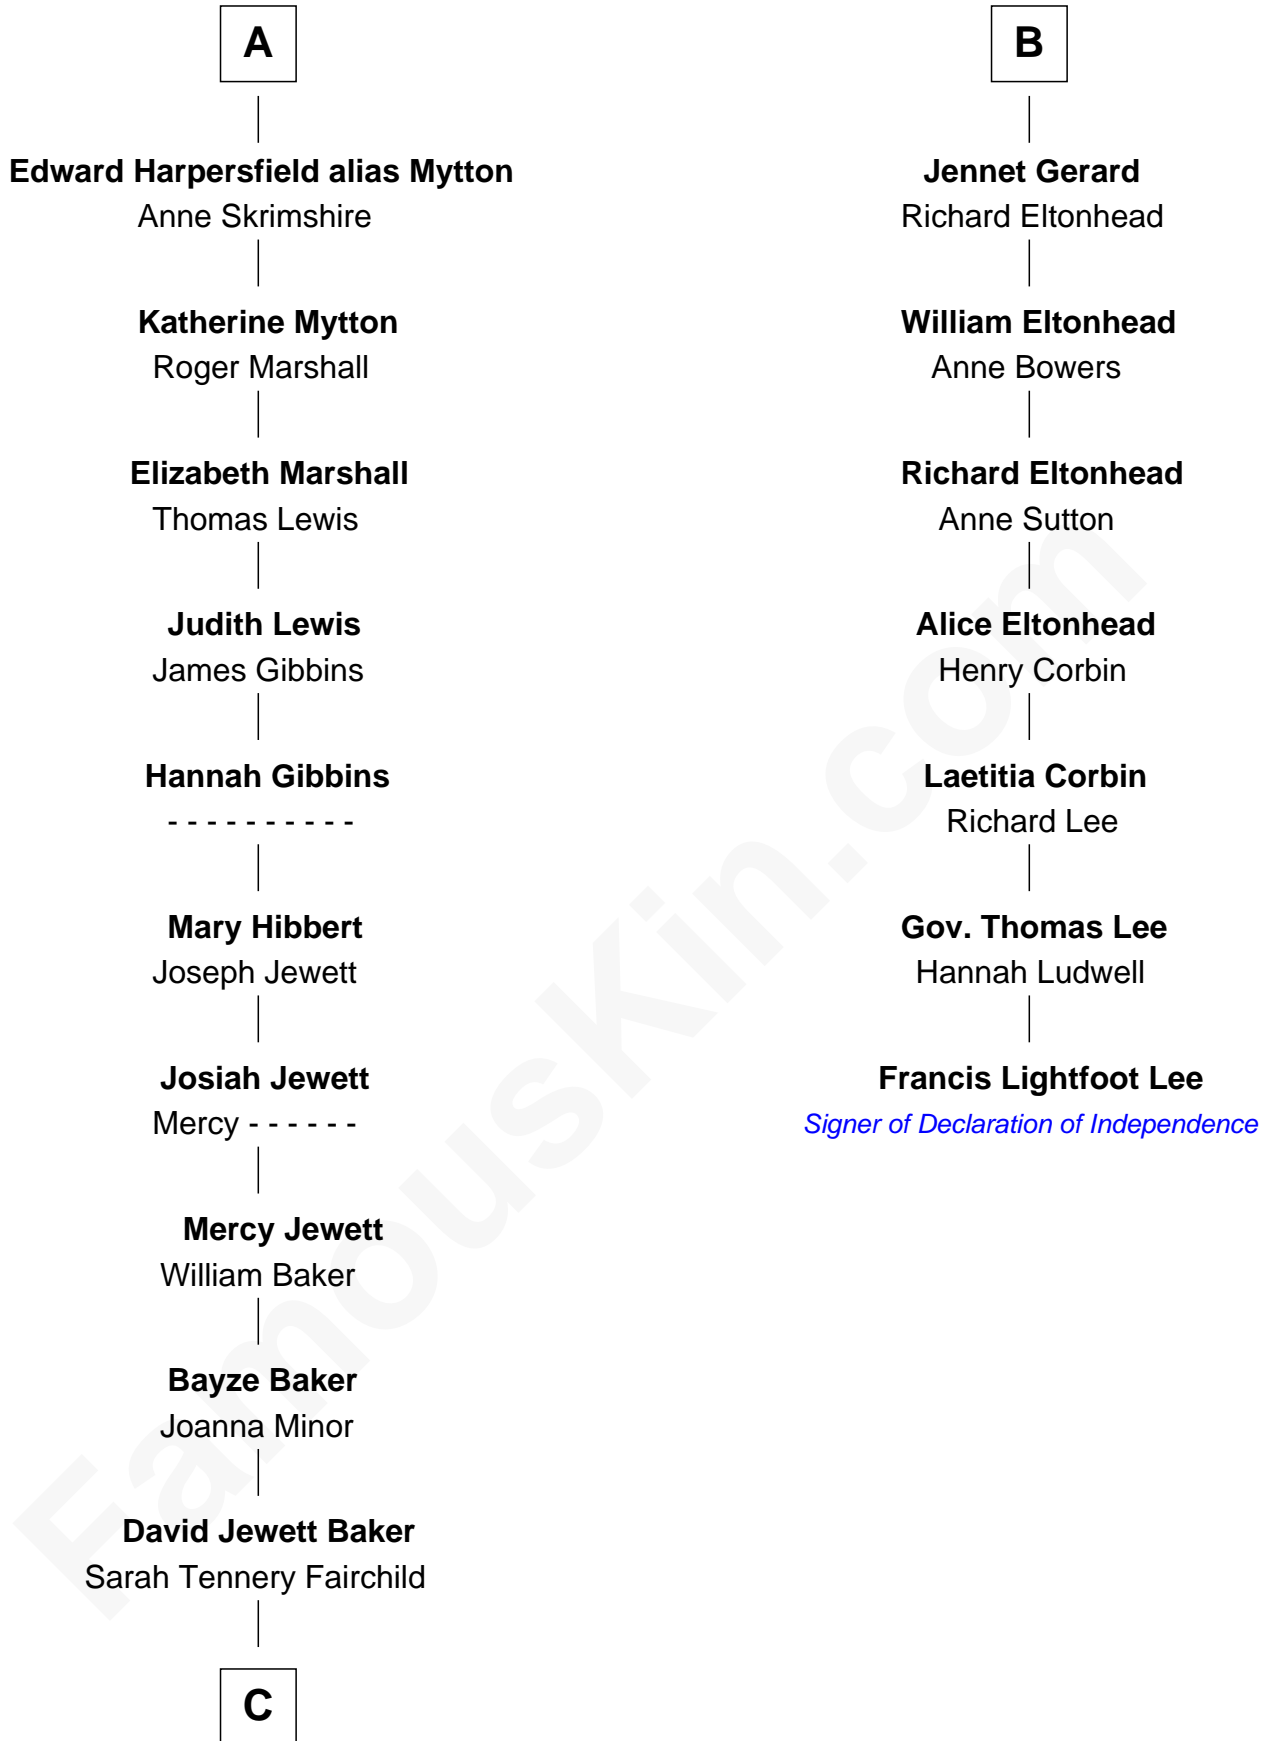 A
Edward Harpersfield alias Mytton
Anne Skrimshire
Katherine Mytton
Roger Marshall
Elizabeth Marshall
Thomas Lewis
Judith Lewis
James Gibbins
Hannah Gibbins
- - - - - - - - - -
Mary Hibbert
Joseph Jewett
Josiah Jewett
Mercy - - - - - -
Mercy Jewett
William Baker
Bayze Baker
Joanna Minor
David Jewett Baker
Sarah Tennery Fairchild
C
B
Jennet Gerard
Richard Eltonhead
William Eltonhead
Anne Bowers
Richard Eltonhead
Anne Sutton
Alice Eltonhead
Henry Corbin
Laetitia Corbin
Richard Lee
Gov. Thomas Lee
Hannah Ludwell
Francis Lightfoot Lee
Signer of Declaration of Independence
FamousKin.com